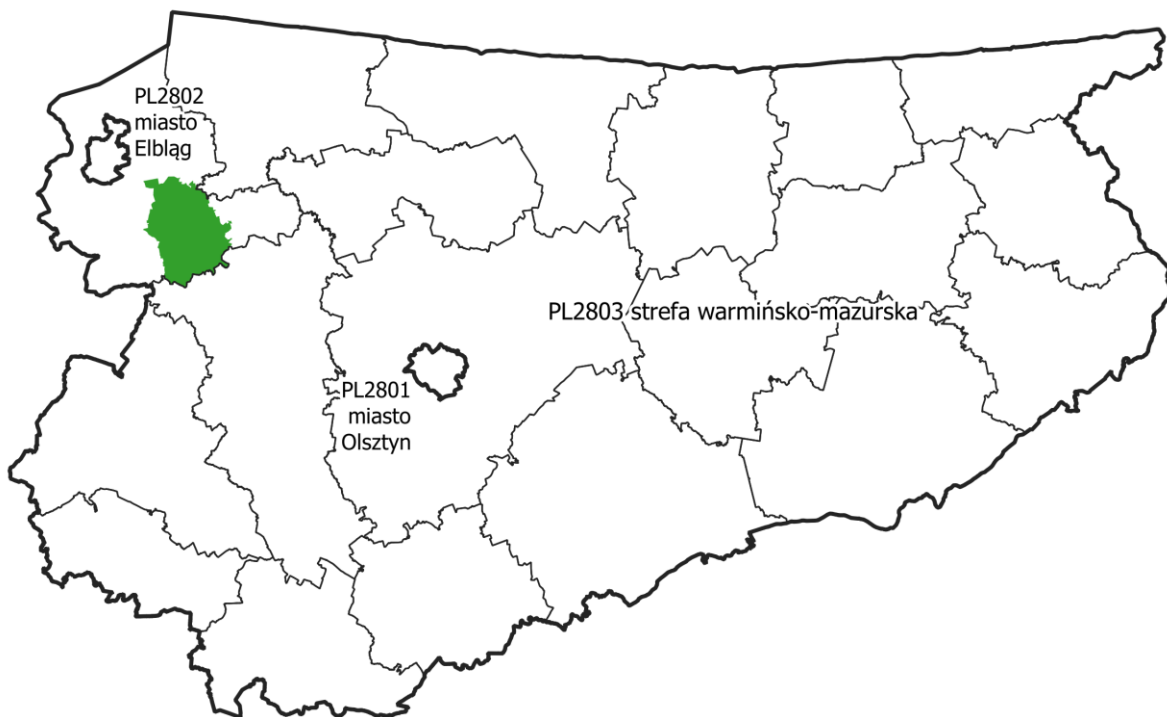 PL2802
miasto
Elbląg
PL2803 strefa warmińsko-mazurska
PL2801
miasto
Olsztyn